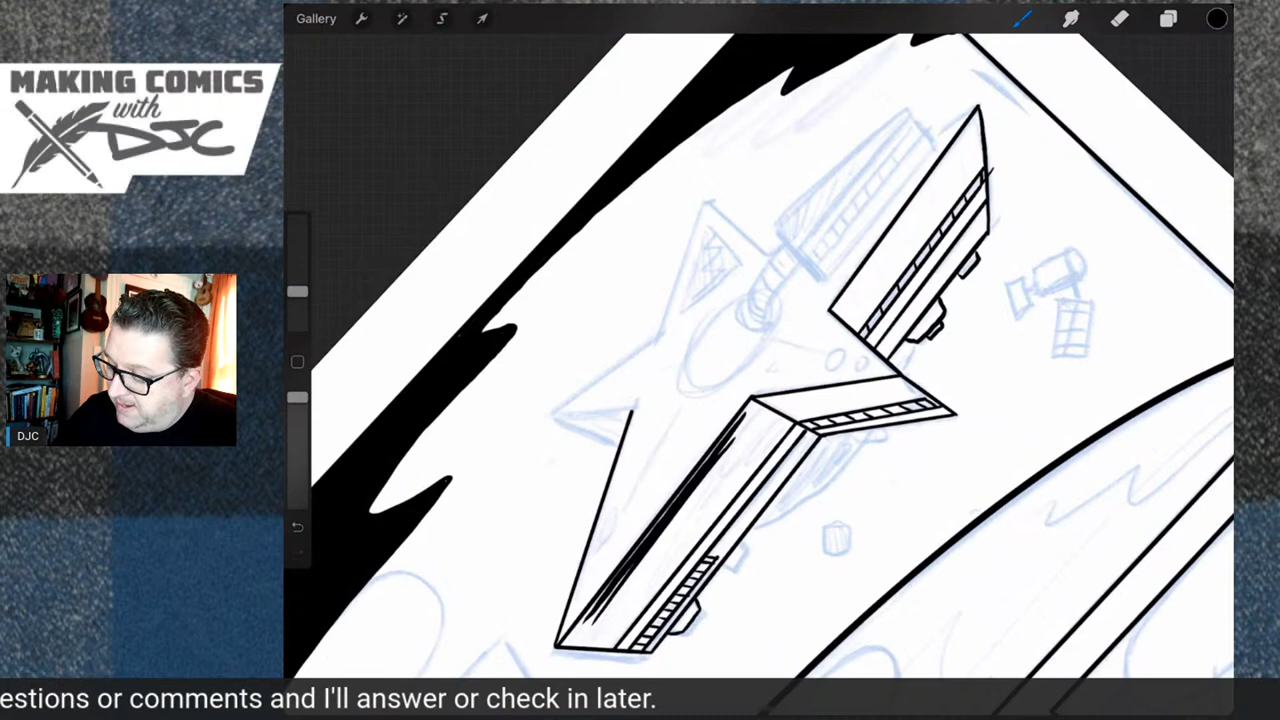 Gallery
MAKING COMICS
with
DJC
DJC
estions or comments and I'll answer or check in later.